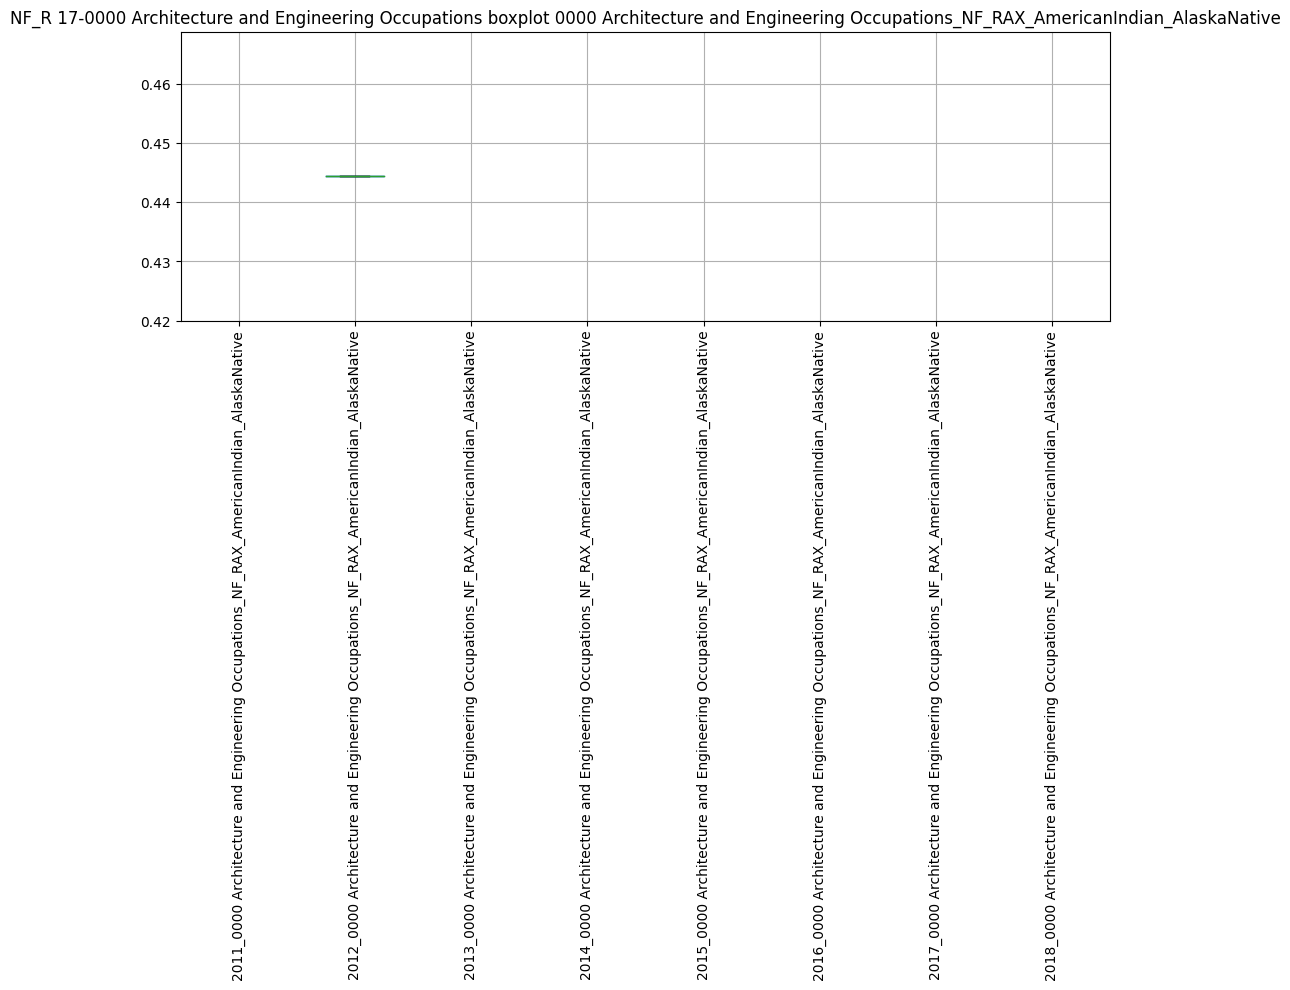 NF_R 17-0000 Architecture and Engineering Occupations boxplot 0000 Architecture and Engineering Occupations_NF_RAX_AmericanIndian_AlaskaNative
0.46
0.45
0.44
0.43
0.42
2011_0000 Architecture and Engineering Occupations_NF_RAX_AmericanIndian_AlaskaNative
2012_0000 Architecture and Engineering Occupations_NF_RAX_AmericanIndian_AlaskaNative
2013_0000 Architecture and Engineering Occupations_NF_RAX_AmericanIndian_AlaskaNative
2014_0000 Architecture and Engineering Occupations_NF_RAX_AmericanIndian_AlaskaNative
2015_0000 Architecture and Engineering Occupations_NF_RAX_AmericanIndian_AlaskaNative
2016_0000 Architecture and Engineering Occupations_NF_RAX_AmericanIndian_AlaskaNative
2017_0000 Architecture and Engineering Occupations_NF_RAX_AmericanIndian_AlaskaNative
2018_0000 Architecture and Engineering Occupations_NF_RAX_AmericanIndian_AlaskaNative